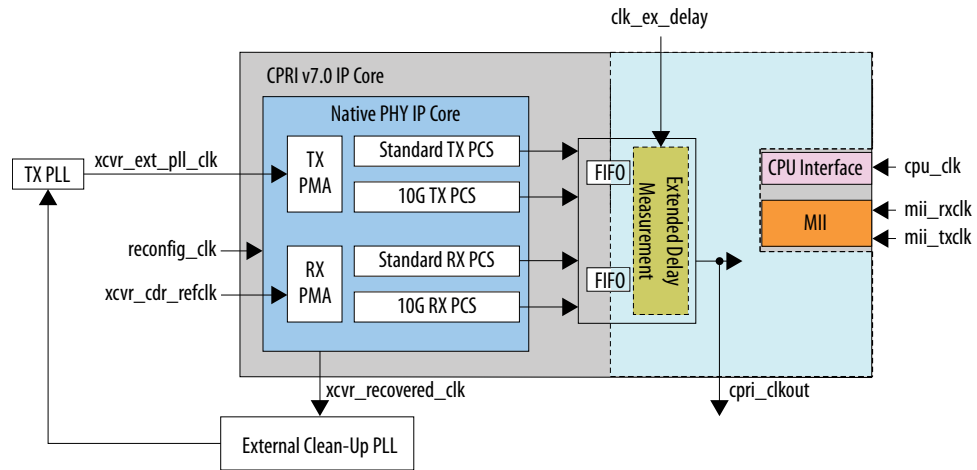 clk_ex_delay
CPRI v7.0 IP Core
Native PHY IP Core
xcvr_ext_pll_clk
TX PLL
TX
PMA
Standard TX PCS
10G TX PCS
FIFO
Extended Delay
Measurement
CPU Interface
cpu_clk
MII
mii_rxclk
mii_txclk
reconfig_clk
xcvr_cdr_refclk
RX
PMA
Standard RX PCS
10G RX PCS
FIFO
xcvr_recovered_clk
cpri_clkout
External Clean-Up PLL